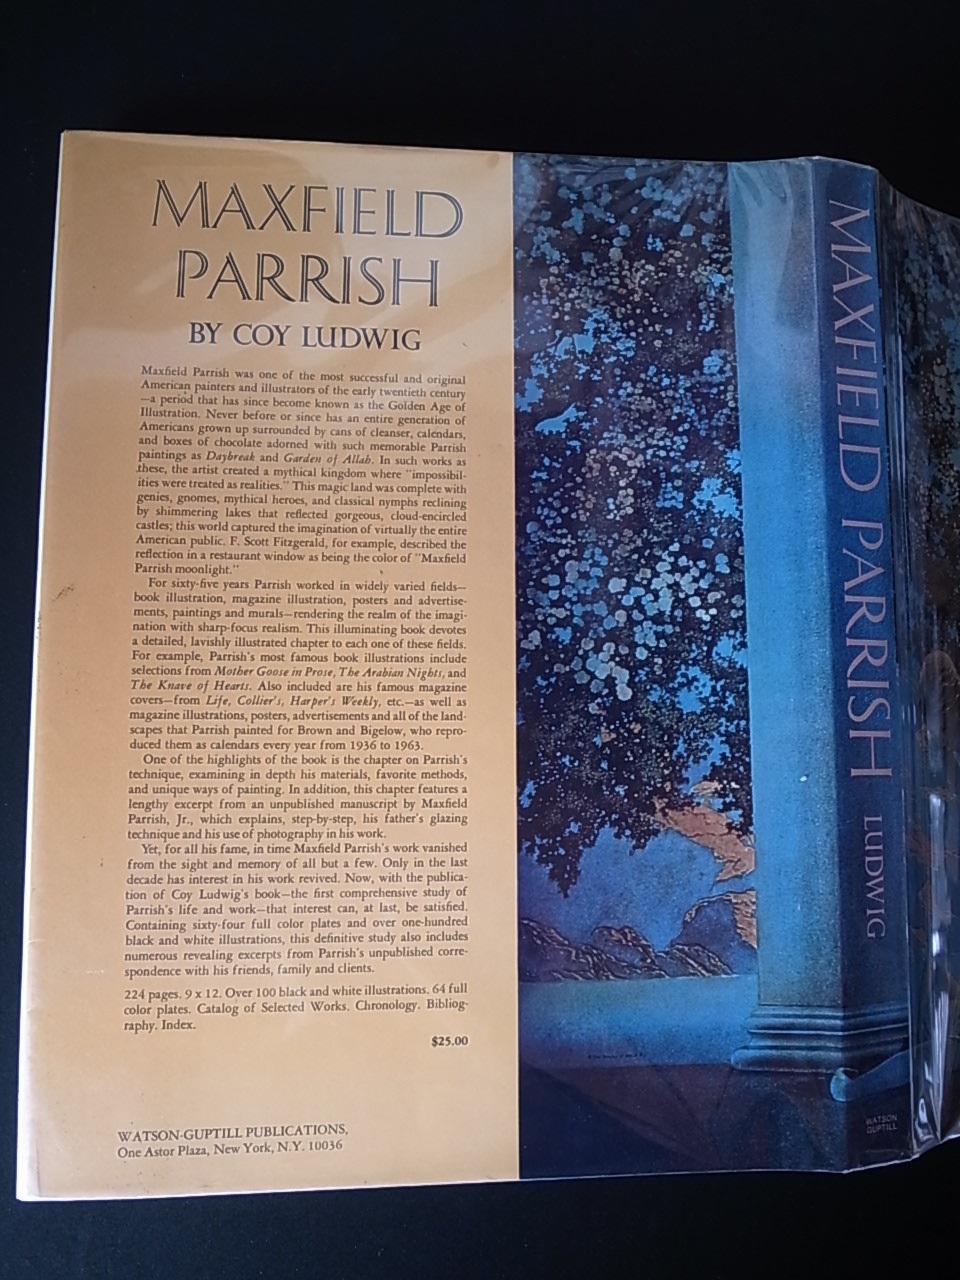 MAXFIELD
PARRISH
BY COY LUDWIG
Maxfield Parrish was one of the most successful and original
American painters and illustrators of the early twentieth century
—a period that has since become known as the Golden Age of
Illustration. Never before or since has an entire generation of
Americans grown up surrounded by cans of cleanser, calendars,
and boxes of chocolate adorned with such memorable Parrish
paintings as Daybreak and Garden of Allah. In such works as
these, the artist created a mythical kingdom where "impossibil-
ities were treated as realities." This magic land was complete with
genies, gnomes, mythical heroes, and classical nymphs reclining
by shimmering lakes that reflected gorgeous, cloud-encircled
castles; this world captured the imagination of virtually the entire
American public. F. Scott Fitzgerald, for example, described the
reflection in a restaurant window as being the color of "Maxfield
Parrish moonlight."
For sixty-five years Parrish worked in widely varied fields—
book illustration, magazine illustration, posters and advertise-
ments, paintings and murals—rendering the realm of the imagi-
nation with sharp-focus realism. This illuminating book devotes
a detailed, lavishly illustrated chapter to each one of these fields.
For example, Parrish's most famous book illustrations include
selections from Mother Goose in Prose, The Arabian Nights, and
The Knave of Hearts. Also included are his famous magazine
covers—from Life, Collier's, Harper's Weekly, etc.—as well as
magazine illustrations, posters, advertisements and all of the land-
scapes that Parrish painted for Brown and Bigelow, who repro-
duced them as calendars every year from 1936 to 1963.
One of the highlights of the book is the chapter on Parrish's
technique, examining in depth his materials, favorite methods,
and unique ways of painting. In addition, this chapter features a
lengthy excerpt from an unpublished manuscript by Maxfield
Parrish, Jr., which explains, step-by-step, his father's glazing
technique and his use of photography in his work.
Yet, for all his fame, in time Maxfield Parrish's work vanished
from the sight and memory of all but a few. Only in the last
decade has interest in his work revived. Now, with the publica-
tion of Coy Ludwig's book—the first comprehensive study of
Parrish's life and work—that interest can, at last, be satisfied.
Containing sixty-four full color plates and over one-hundred
black and white illustrations, this definitive study also includes
numerous revealing excerpts from Parrish's unpublished corre-
spondence with his friends, family and clients.
224 pages. 9 x 12. Over 100 black and white illustrations. 64 full
color plates. Catalog of Selected Works. Chronology. Bibliog-
raphy. Index.
$25.00
WATSON-GUPTILL PUBLICATIONS,
One Astor Plaza, New York, N.Y. 10036
MAXFIELD PARRISH LUDWIG
WATSON
GUPTILL